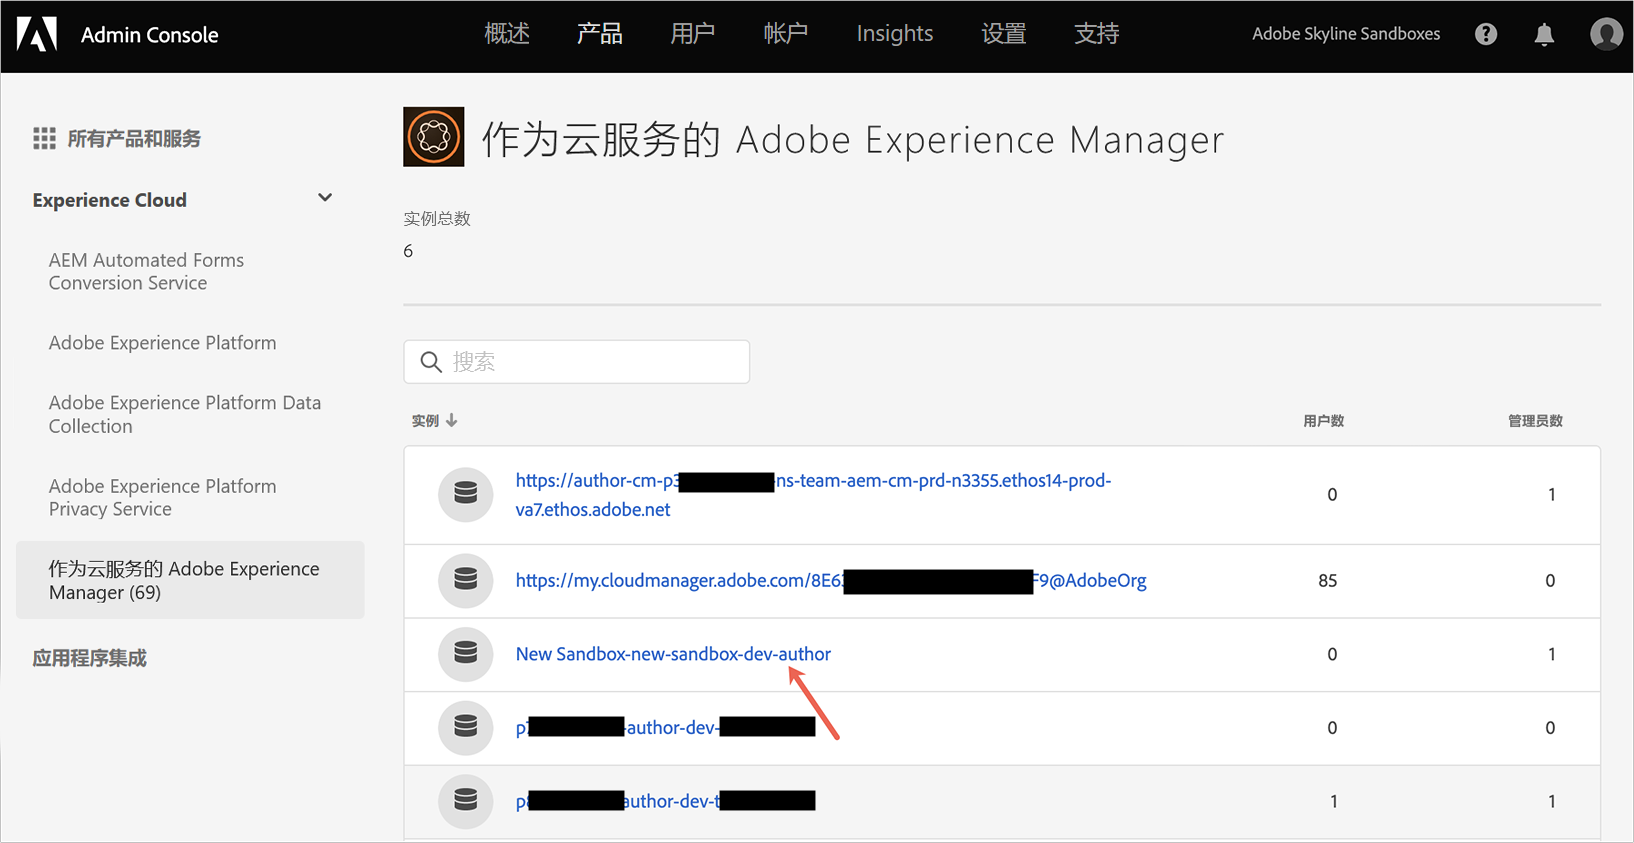 Admin Console
概述
产品
用户
帐户
Insights
设置
支持
Adobe Skyline Sandboxes
所有产品和服务
Experience Cloud
AEM Automated Forms
Conversion Service
Adobe Experience Platform
Adobe Experience Platform Data
Collection
Adobe Experience Platform
Privacy Service
作为云服务的 Adobe Experience
Manager (69)
应用程序集成
作为云服务的 Adobe Experience Manager
实例总数
6
搜索
实例 用户数 管理员数
https://author-cm-p3 ns-team-aem-cm-prd-n3355.ethos14-prod-
va7.ethos.adobe.net
0 1
https://my.cloudmanager.adobe.com/8E6 F9@AdobeOrg 85 0
New Sandbox-new-sandbox-dev-author 0 1
p -author-dev- 0 0
p author-dev-t 1 1